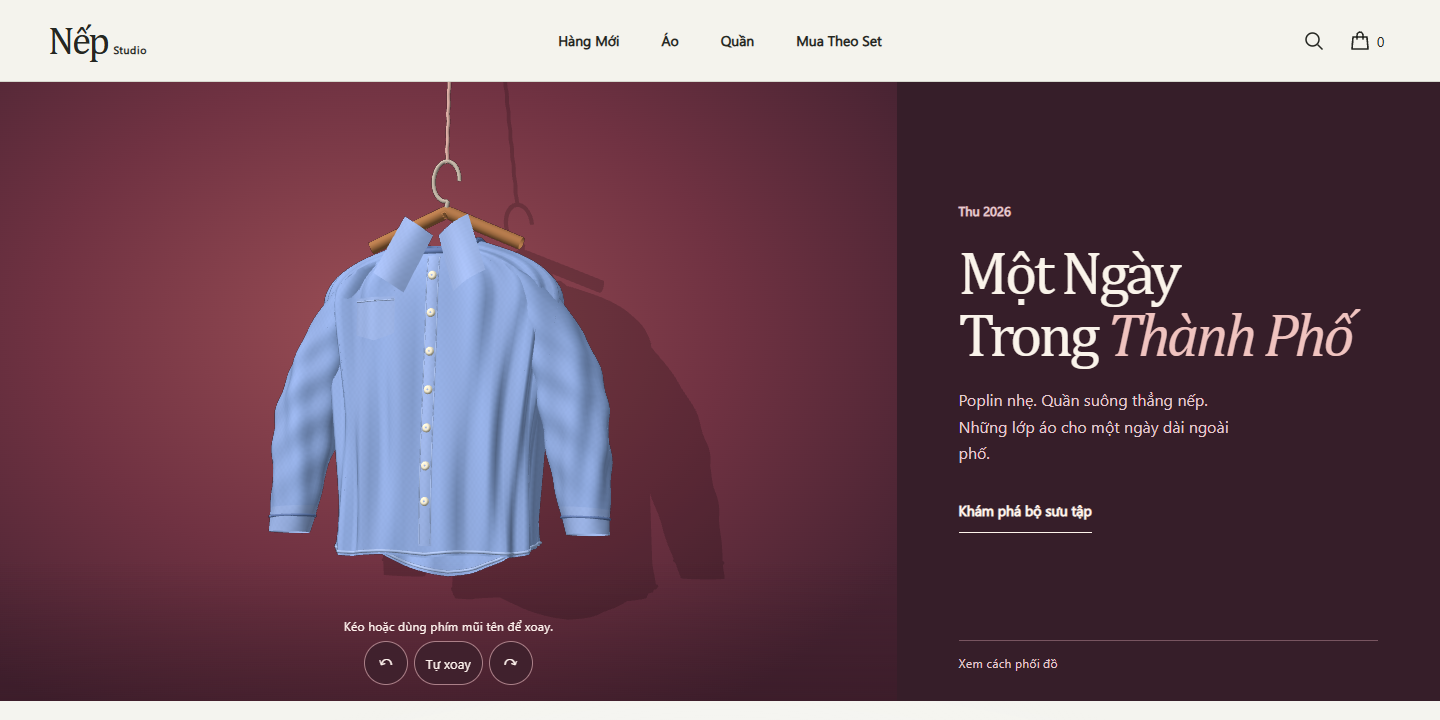 Nếp Studio
Hàng Mới
Áo
Quần
Mua Theo Set
0
Thu 2026
Một Ngày
Trong Thành Phố
Poplin nhẹ. Quần suông thẳng nếp.
Những lớp áo cho một ngày dài ngoài
phố.
Khám phá bộ sưu tập
Kéo hoặc dùng phím mũi tên để xoay.
Tự xoay
Xem cách phối đồ